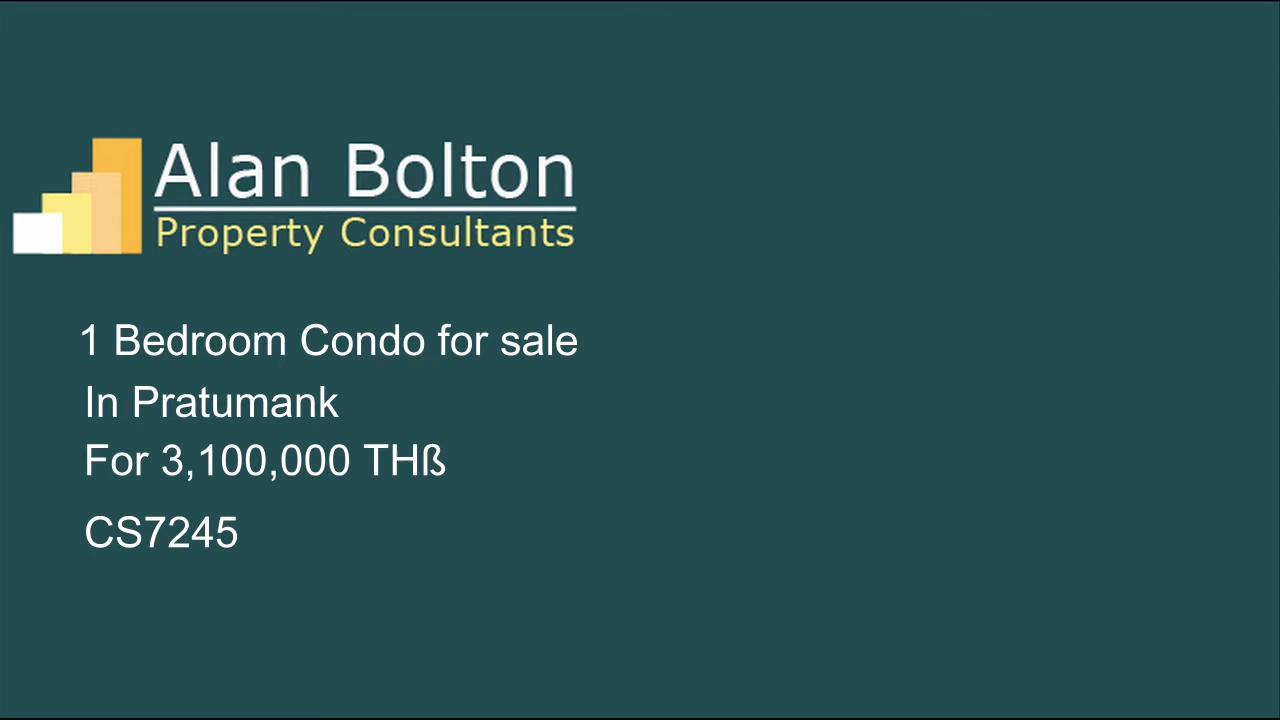 Alan Bolton
Property Consultants
1 Bedroom Condo for sale
In Pratumank
For 3,100,000 THß
CS7245